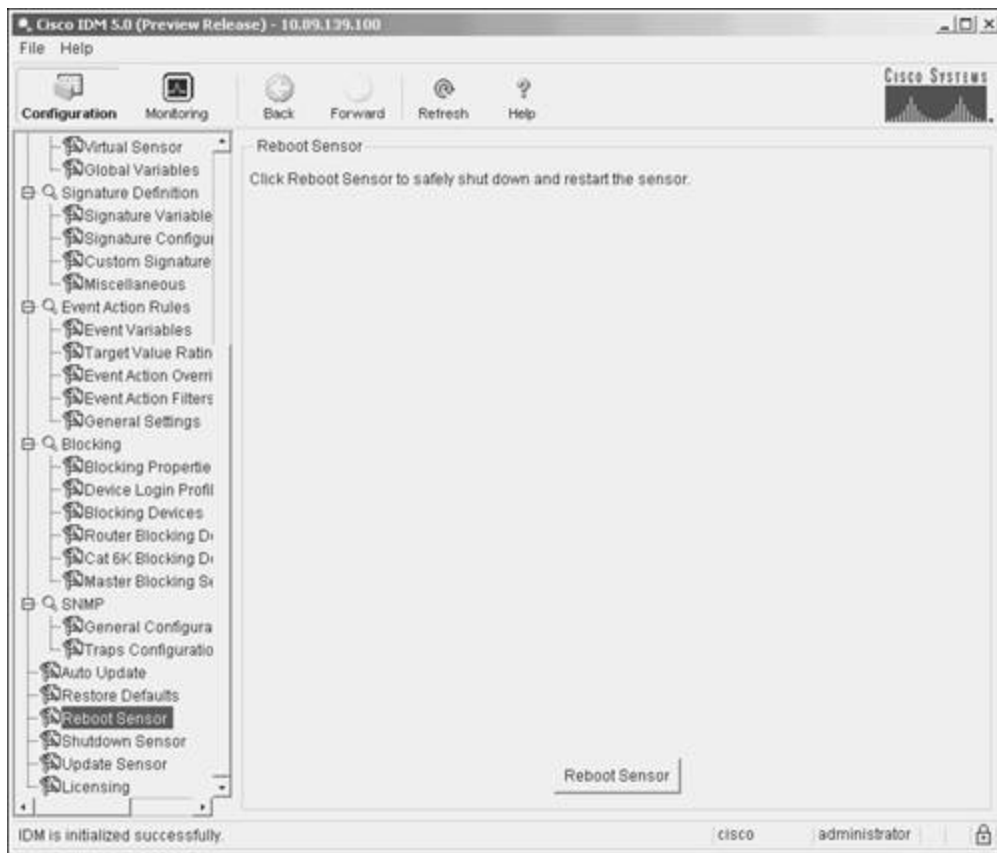 Cisco IDM 5.0 (Preview Release) - 10.89.139.100
File Help
Configuration Monitoring Back Forward Refresh Help
CISCO SYSTEMS
Virtual Sensor
Global Variables
Signature Definition
Signature Variable
Signature Configur
Custom Signature
Miscellaneous
Event Action Rules
Event Variables
Target Value Ratin
Event Action Overri
Event Action Filters
General Settings
Blocking
Blocking Propertie
Device Login Profil
Blocking Devices
Router Blocking De
Cat 6K Blocking De
Master Blocking Se
SNMP
General Configura
Traps Configuratio
Auto Update
Restore Defaults
Reboot Sensor
Shutdown Sensor
Update Sensor
Licensing
Reboot Sensor
Click Reboot Sensor to safely shut down and restart the sensor.
Reboot Sensor
IDM is initialized successfully. cisco administrator